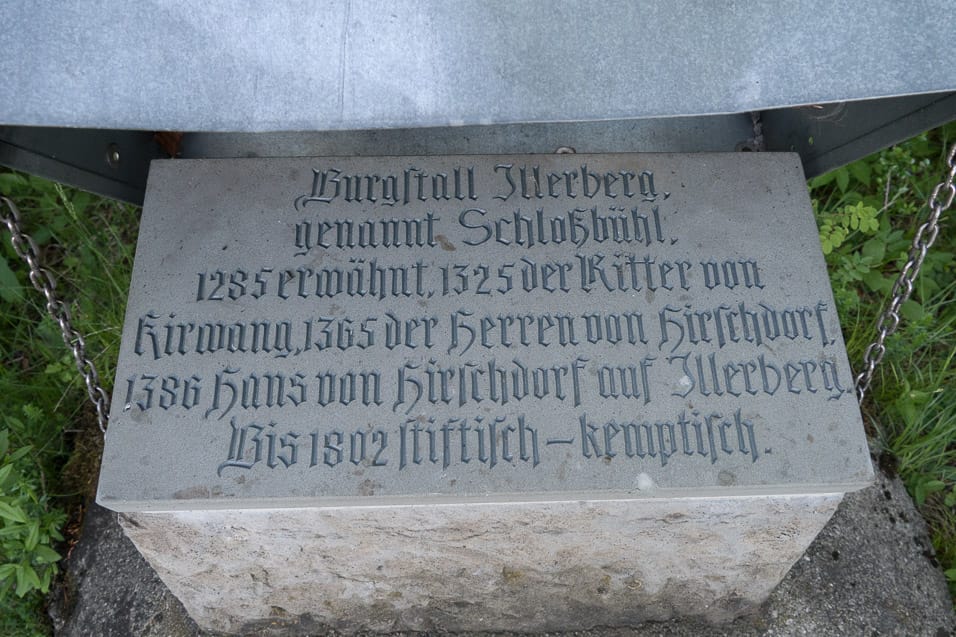 Burgstall Illerberg,
genannt Schloßbühl.
1285 erwähnt, 1325 der Ritter von
Kirwang, 1365 der Herren von Hirschdorf,
1386 Hans von Hirschdorf auf Illerberg.
Bis 1802 stiftisch – kemptisch.